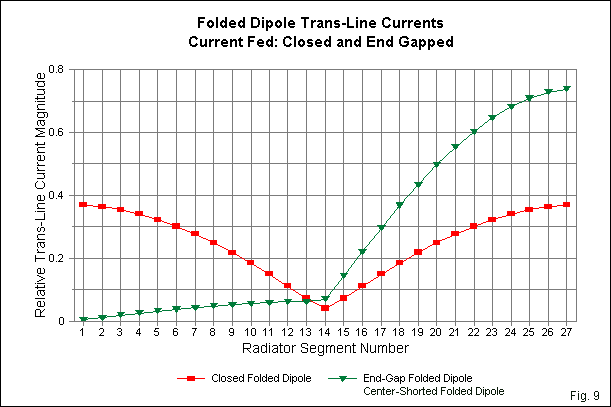 Folded Dipole Trans-Line Currents
Current Fed: Closed and End Gapped
Relative Trans-Line Current Magnitude
0.8
0.6
0.4
0.2
0
1 2 3 4 5 6 7 8 9 10 11 12 13 14 15 16 17 18 19 20 21 22 23 24 25 26 27
Radiator Segment Number
Closed Folded Dipole
End-Gap Folded Dipole
Center-Shorted Folded Dipole
Fig. 9